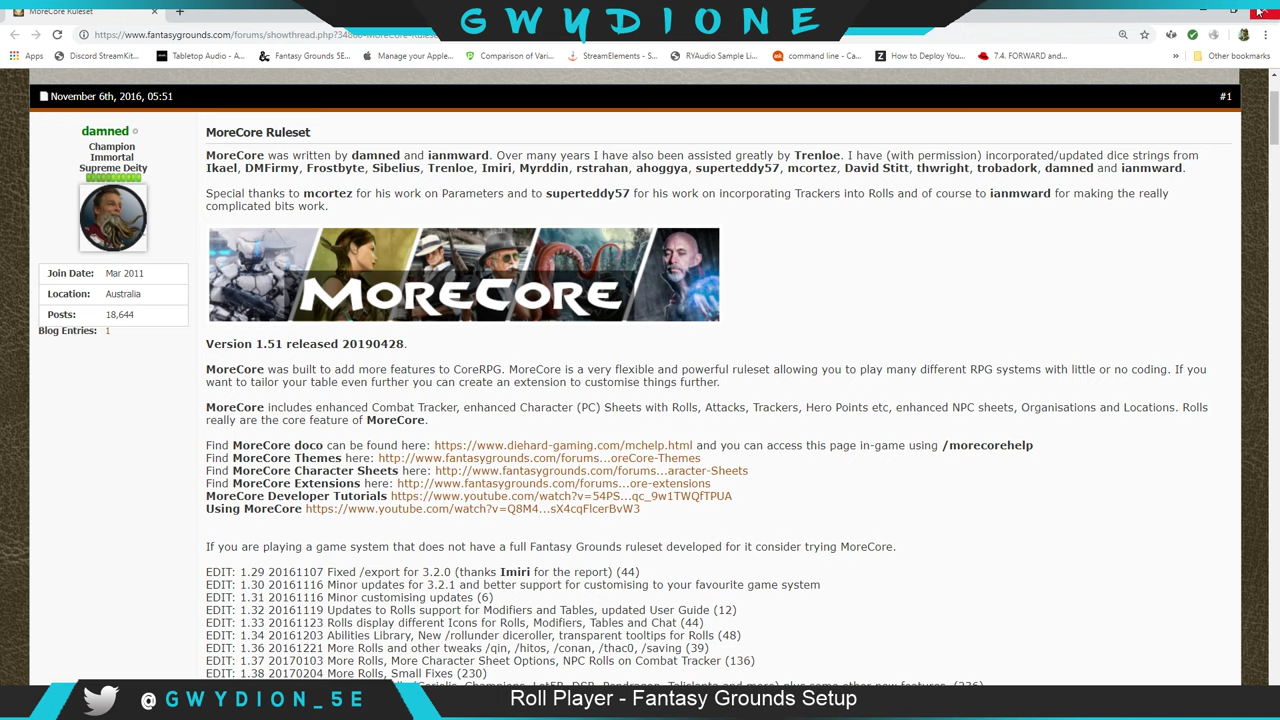 MoreCore Ruleset
GWYDIONE
https://www.fantasygrounds.com/forums/showthread.php?34880-MoreCore-Rules
Apps
Discord StreamKit...
Tabletop Audio - A...
Fantasy Grounds 5E...
Manage your Apple...
Comparison of Vari...
StreamElements - S...
RYAudio Sample Li...
command line - Ca...
How to Deploy You...
7.4. FORWARD and...
»
Other bookmarks
November 6th, 2016, 05:51
#1
damned
Champion
Immortal
Supreme Deity
Join Date: Mar 2011
Location: Australia
Posts: 18,644
Blog Entries: 1
MoreCore Ruleset
MoreCore was written by damned and ianmward. Over many years I have also been assisted greatly by Trenloe. I have (with permission) incorporated/updated dice strings from
Ikael, DMFirmy, Frostbyte, Sibelius, Trenloe, Imiri, Myrddin, rstrahan, ahoggya, superteddy57, mcortez, David Stitt, thwright, trobadork, damned and ianmward.
Special thanks to mcortez for his work on Parameters and to superteddy57 for his work on incorporating Trackers into Rolls and of course to ianmward for making the really
complicated bits work.
MORECORE
Version 1.51 released 20190428.
MoreCore was built to add more features to CoreRPG. MoreCore is a very flexible and powerful ruleset allowing you to play many different RPG systems with little or no coding. If you
want to tailor your table even further you can create an extension to customise things further.
MoreCore includes enhanced Combat Tracker, enhanced Character (PC) Sheets with Rolls, Attacks, Trackers, Hero Points etc, enhanced NPC sheets, Organisations and Locations. Rolls
really are the core feature of MoreCore.
Find MoreCore doco can be found here: https://www.diehard-gaming.com/mchelp.html and you can access this page in-game using /morecorehelp
Find MoreCore Themes here: http://www.fantasygrounds.com/forums...oreCore-Themes
Find MoreCore Character Sheets here: http://www.fantasygrounds.com/forums...aracter-Sheets
Find MoreCore Extensions here: http://www.fantasygrounds.com/forums...ore-extensions
MoreCore Developer Tutorials https://www.youtube.com/watch?v=54PS...qc_9w1TWQfTPUA
Using MoreCore https://www.youtube.com/watch?v=Q8M4...sX4cqFlcerBvW3
If you are playing a game system that does not have a full Fantasy Grounds ruleset developed for it consider trying MoreCore.
EDIT: 1.29 20161107 Fixed /export for 3.2.0 (thanks Imiri for the report) (44)
EDIT: 1.30 20161116 Minor updates for 3.2.1 and better support for customising to your favourite game system
EDIT: 1.31 20161116 Minor customising updates (6)
EDIT: 1.32 20161119 Updates to Rolls support for Modifiers and Tables, updated User Guide (12)
EDIT: 1.33 20161123 Rolls display different Icons for Rolls, Modifiers, Tables and Chat (44)
EDIT: 1.34 20161203 Abilities Library, New /rollunder diceroller, transparent tooltips for Rolls (48)
EDIT: 1.36 20161221 More Rolls and other tweaks /qin, /hitos, /conan, /thac0, /saving (39)
EDIT: 1.37 20170103 More Rolls, More Character Sheet Options, NPC Rolls on Combat Tracker (136)
EDIT: 1.38 20170204 More Rolls, Small Fixes (230)
@GWYDION_5E
Roll Player - Fantasy Grounds Setup